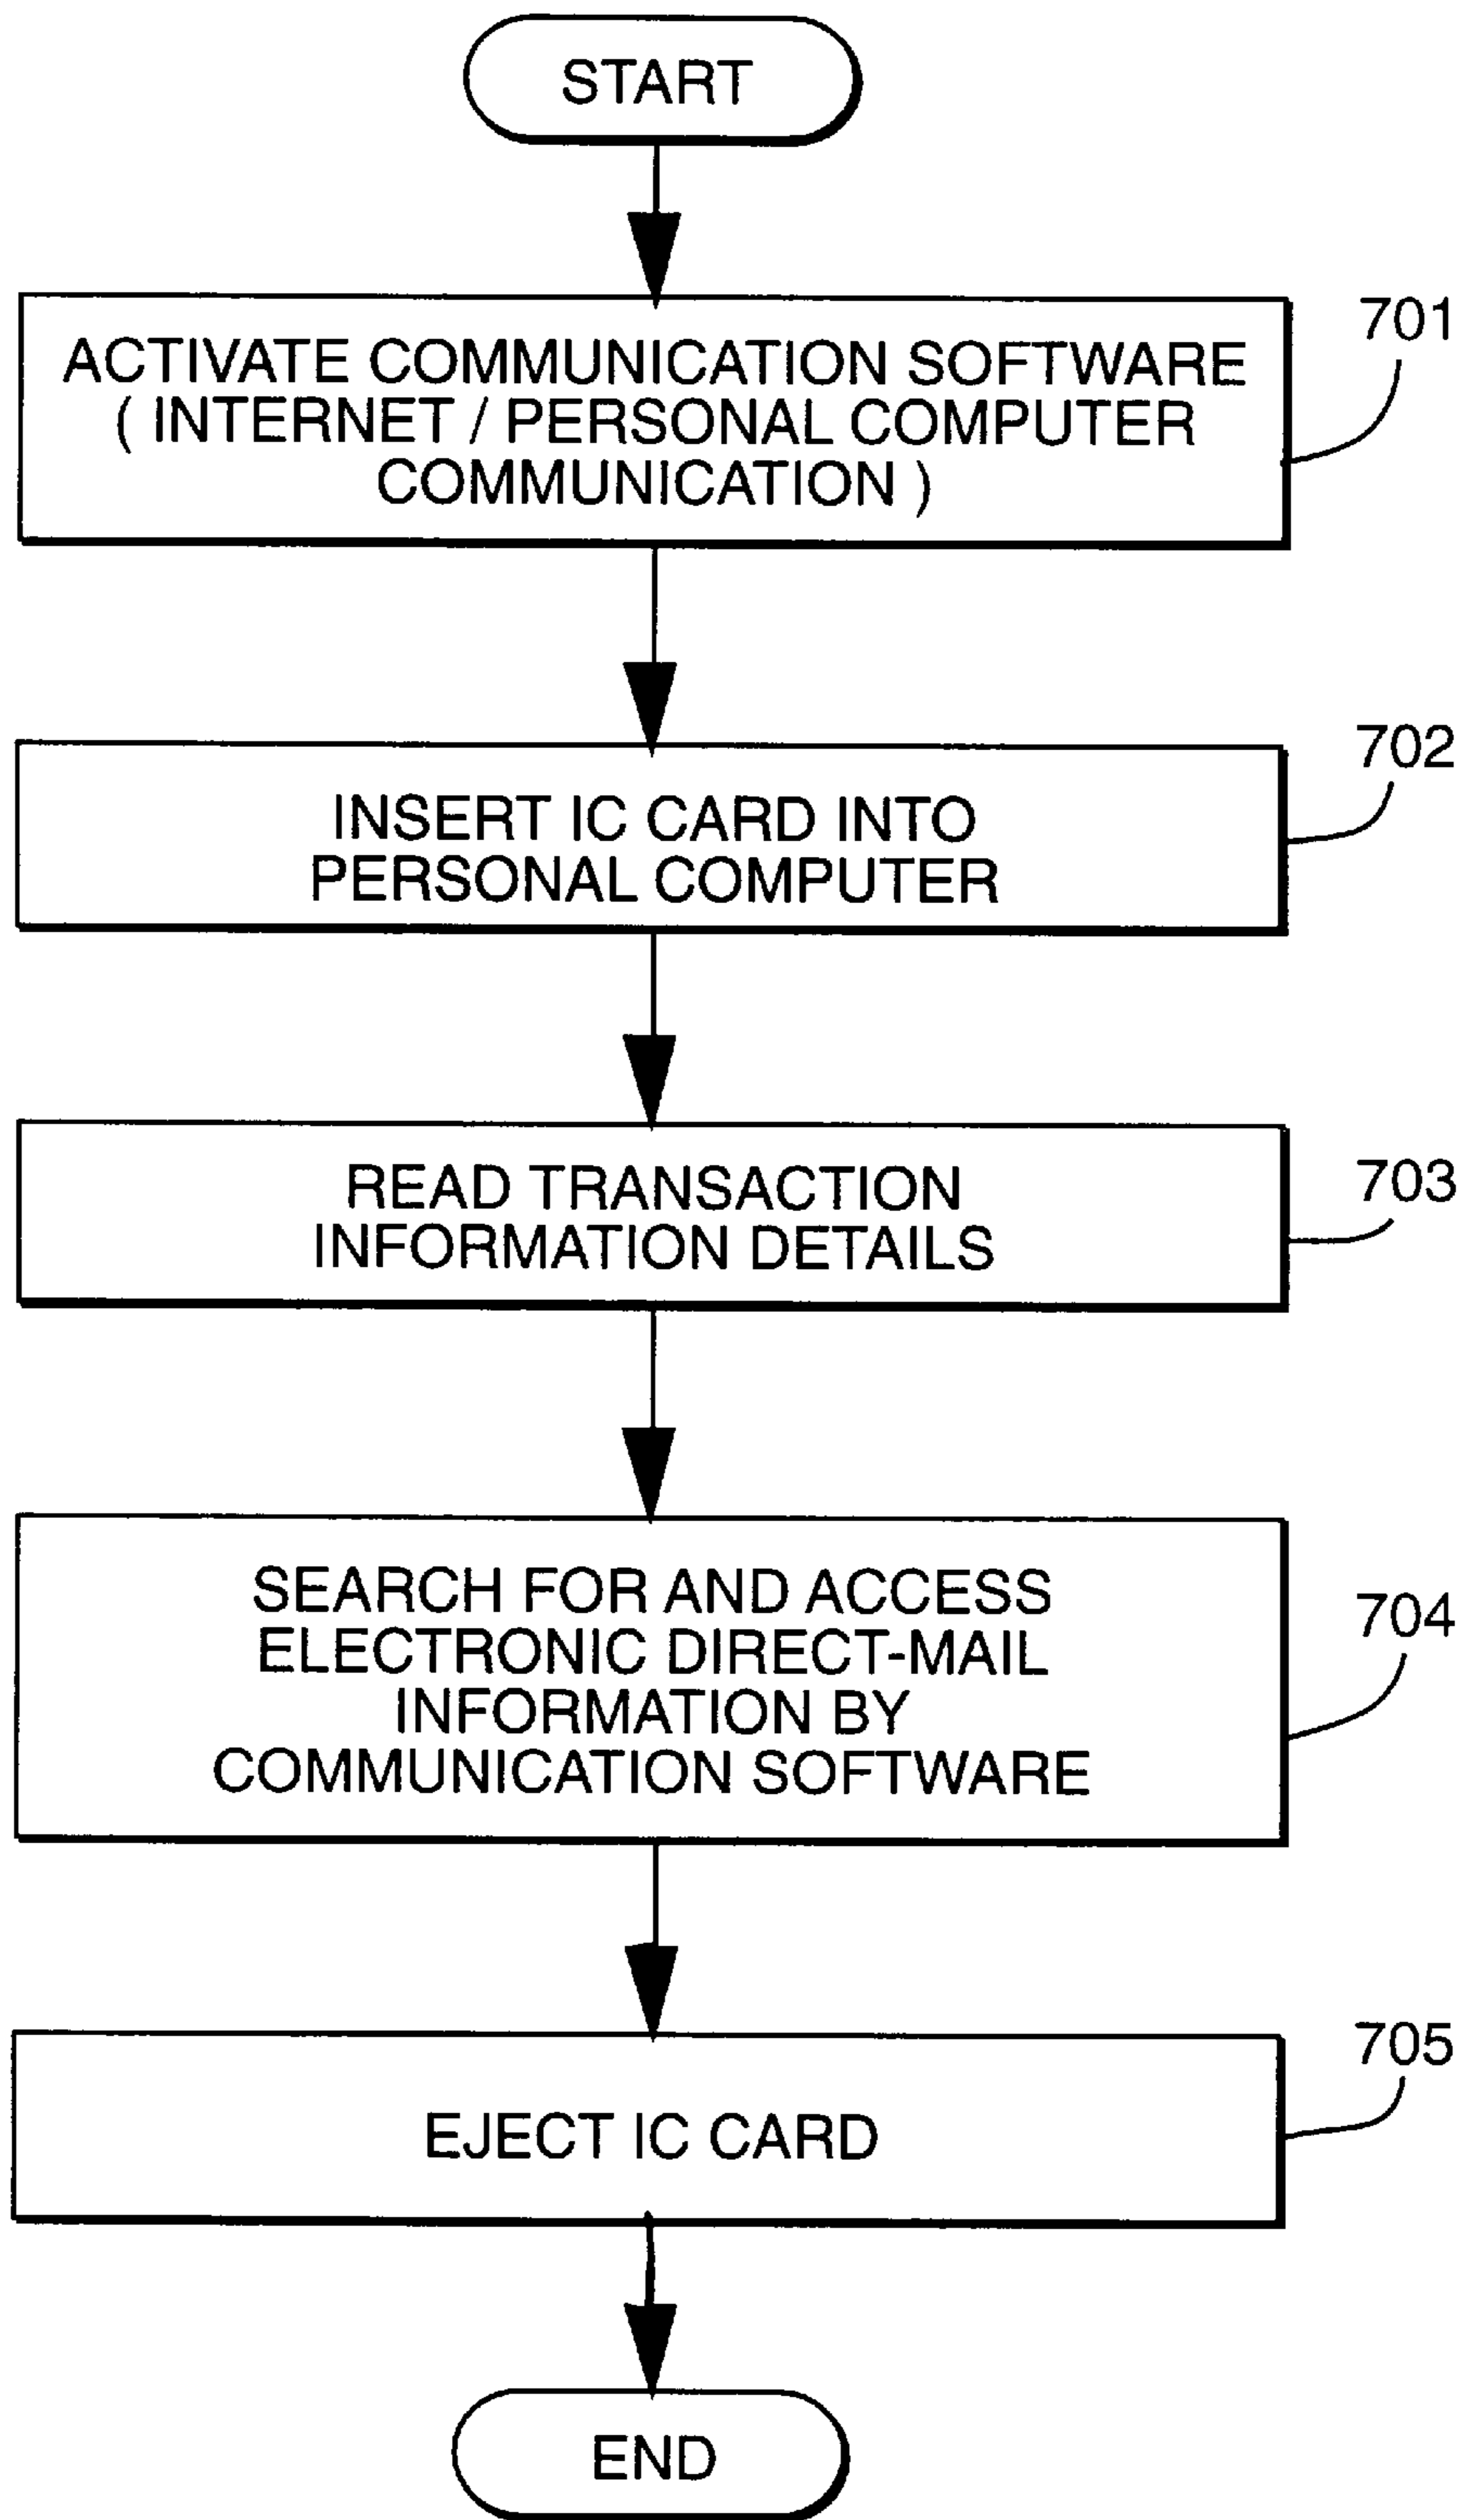 START
701
ACTIVATE COMMUNICATION SOFTWARE
( INTERNET / PERSONAL COMPUTER
COMMUNICATION )
702
INSERT IC CARD INTO
PERSONAL COMPUTER
703
READ TRANSACTION
INFORMATION DETAILS
704
SEARCH FOR AND ACCESS
ELECTRONIC DIRECT-MAIL
INFORMATION BY
COMMUNICATION SOFTWARE
705
EJECT IC CARD
END